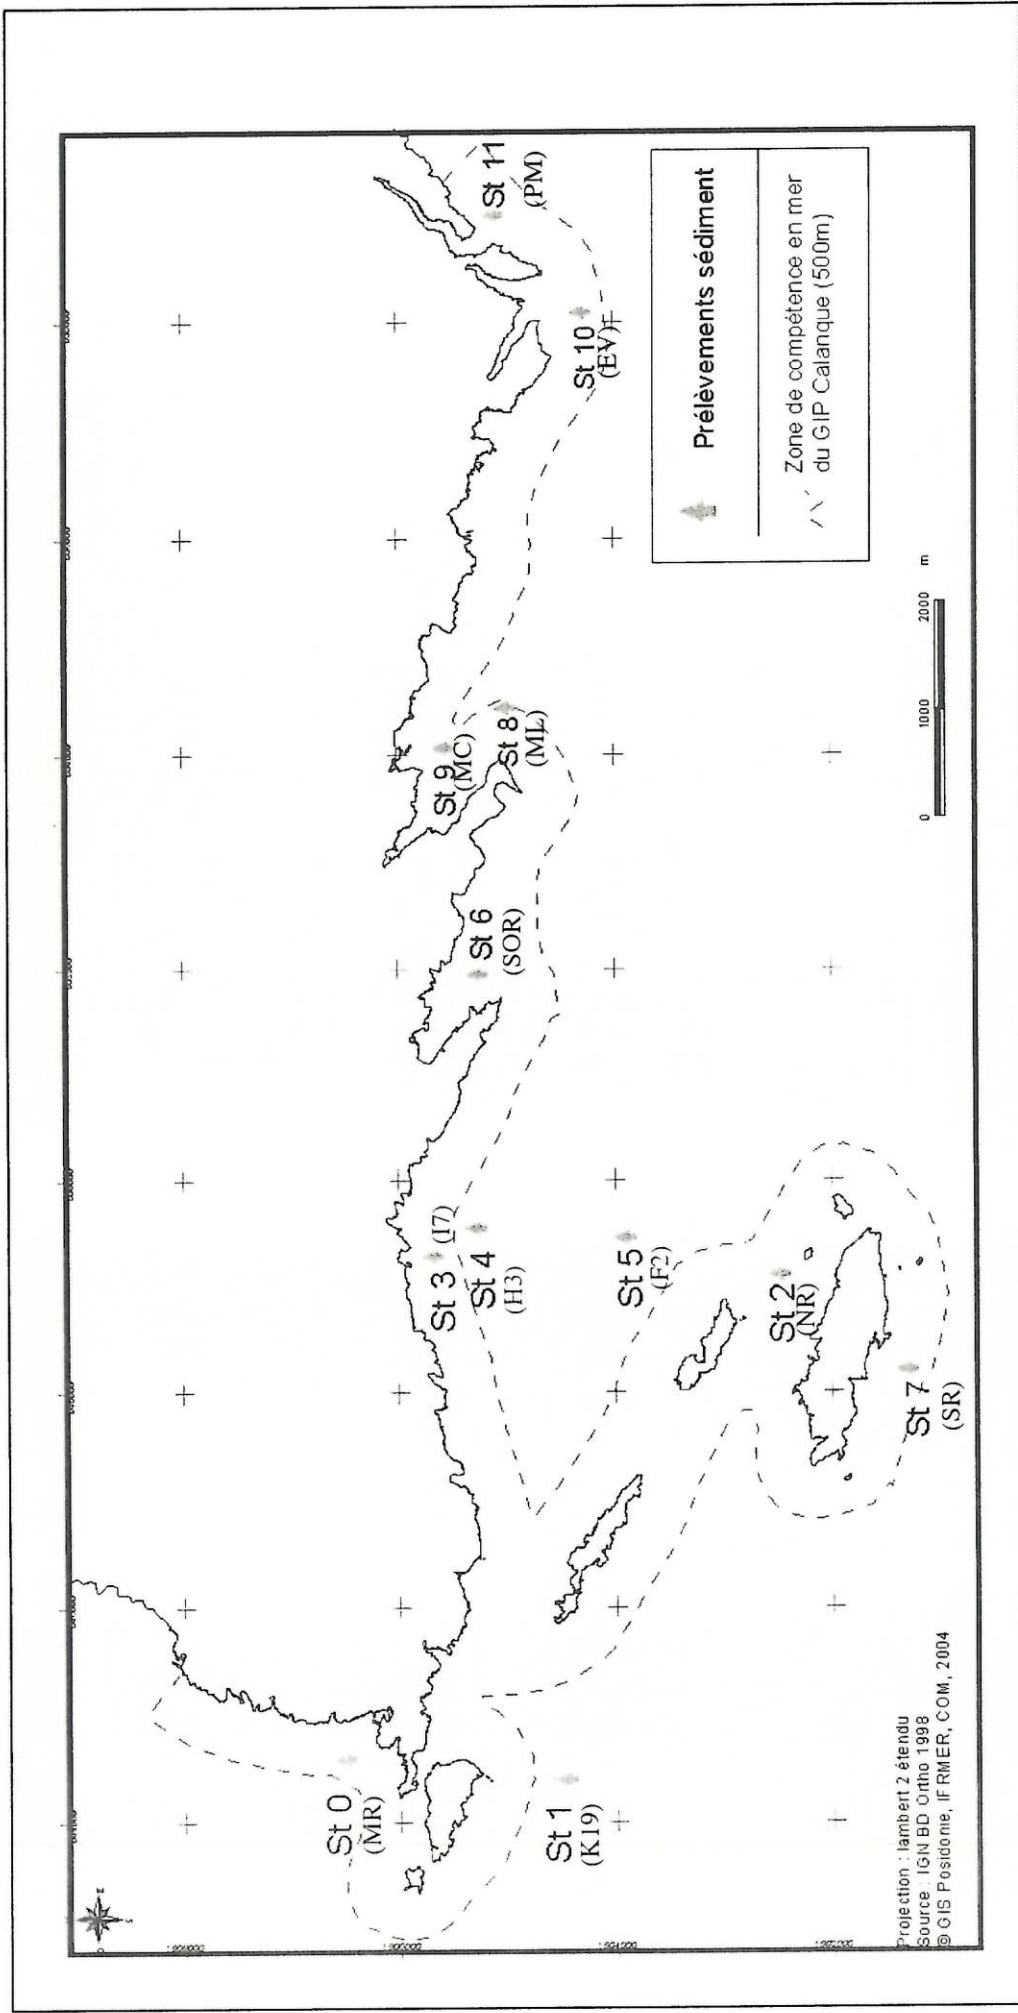 St 0
(MR)
St 1
(K19)
St 3 (I7)
St 4
(H3)
St 5
(F2)
St 2
(NR)
St 7
(SR)
St 6
(SOR)
St 9
(MC)
St 8
(ML)
St 10
(EV)
St 11
(PM)
Prélèvements sédiment
Zone de compétence en mer
du GIP Calanque (500m)
0 1000 2000 m
Projection : lambert 2 étendu
Source : IGN BD Ortho 1998
© GIS Posidonie, IFRMER, COM, 2004